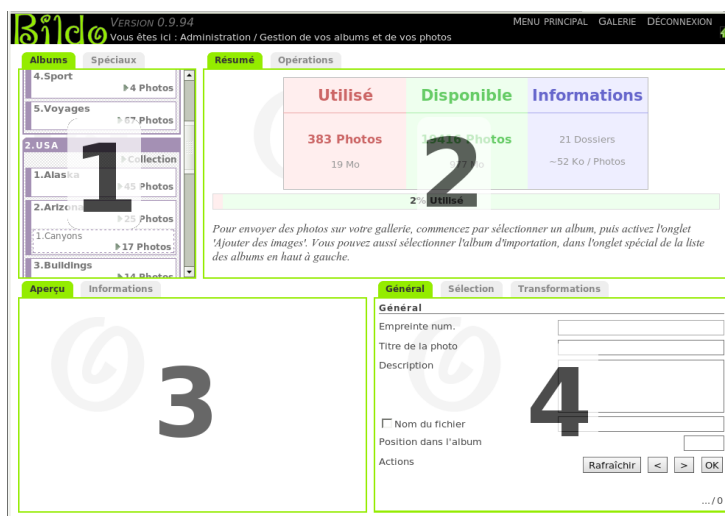 Bildo VERSION 0.9.94
MENU PRINCIPAL GALERIE DÉCONNEXION
Vous êtes ici : Administration / Gestion de vos albums et de vos photos
Albums Spéciaux
4.Sport
4 Photos
5.Voyages
67 Photos
2.USA
Collection
1.Alaska
45 Photos
2.Arizona
25 Photos
1.Canyons
17 Photos
3.Buildings
14 Photos
1
Résumé Opérations
Utilisé Disponible Informations
383 Photos 19416 Photos 21 Dossiers
19 Mo 977 Mo ~52 Ko / Photos
2% Utilisé
2
Pour envoyer des photos sur votre gallerie, commencez par sélectionner un album, puis activez l'onglet
'Ajouter des images'. Vous pouvez aussi sélectionner l'album d'importation, dans l'onglet spécial de la liste
des albums en haut à gauche.
Aperçu Informations
3
Général Sélection Transformations
Général
Empreinte num.
Titre de la photo
Description
Nom du fichier
Position dans l'album
Actions Rafraîchir < > OK
.../0
4